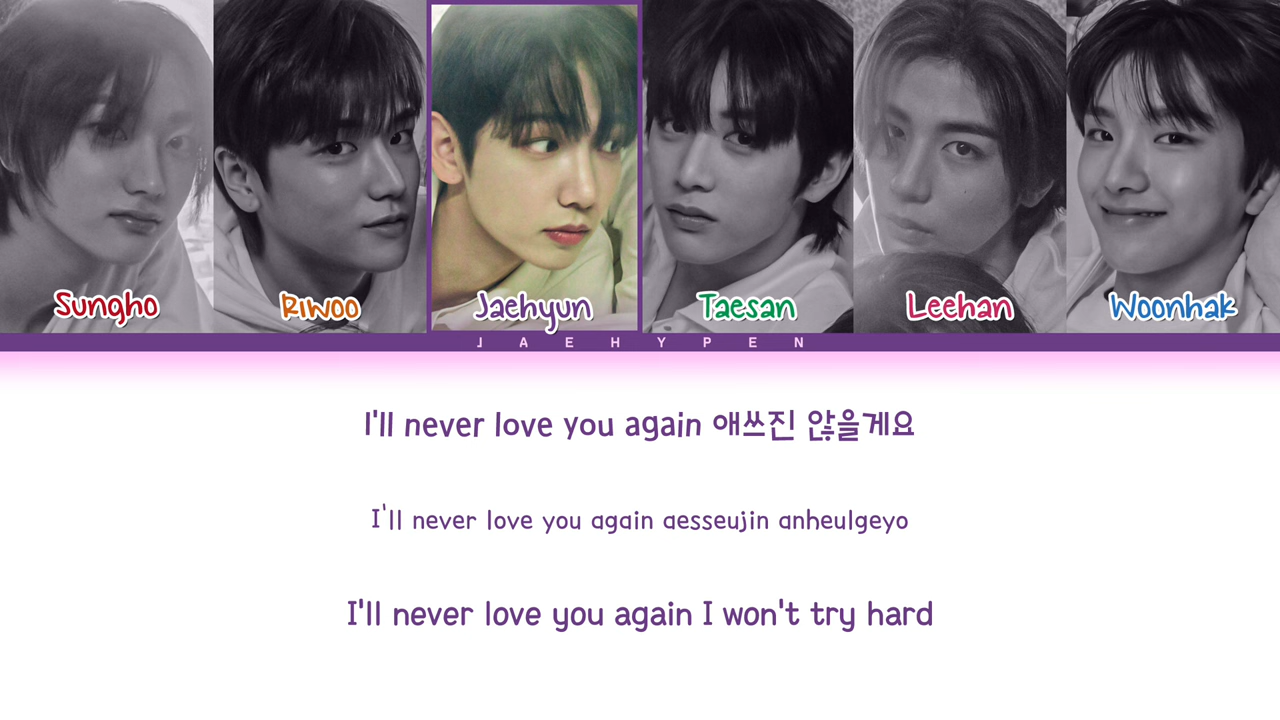 Sungho Riwoo Jaehyun Taesan Leehan Woonhak
JAEHYPEN
I'll never love you again 애쓰진 않을게요
I'll never love you again aesseujin anheulgeyo
I'll never love you again I won't try hard